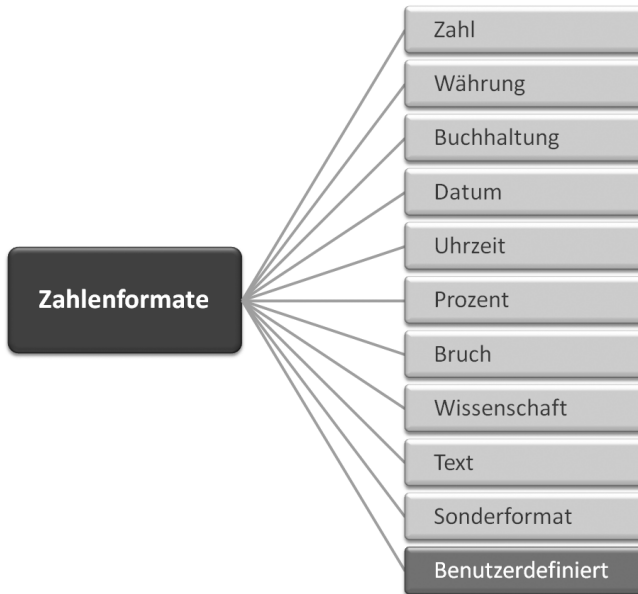 Zahlenformate
Zahl
Währung
Buchhaltung
Datum
Uhrzeit
Prozent
Bruch
Wissenschaft
Text
Sonderformat
Benutzerdefiniert